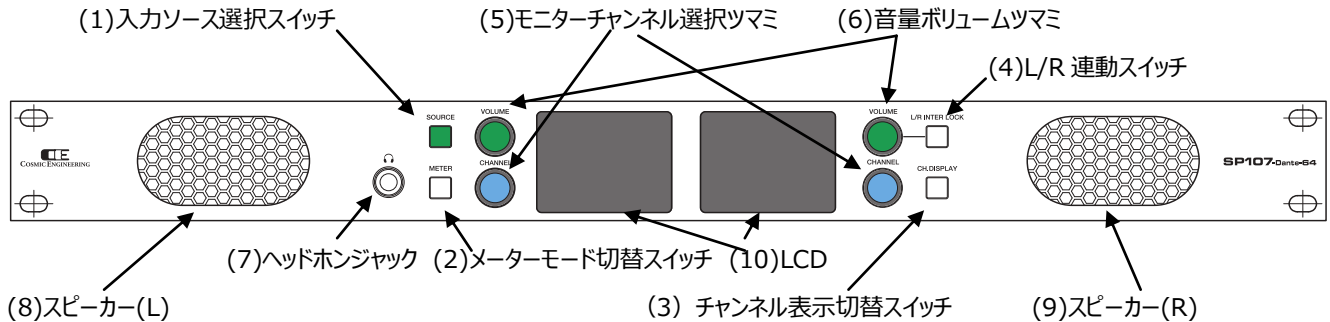 (1)入力ソース選択スイッチ
(5)モニターチャンネル選択ツマミ
(6)音量ボリュームツマミ
(4)L/R 連動スイッチ
SOURCE
VOLUME
VOLUME
L/R INTER LOCK
COSMIC ENGINEERING
METER
CHANNEL
CHANNEL
CH.DISPLAY
SP107-Dante-64
(7)ヘッドホンジャック
(2)メーターモード切替スイッチ
(10)LCD
(8)スピーカー(L)
(3) チャンネル表示切替スイッチ
(9)スピーカー(R)